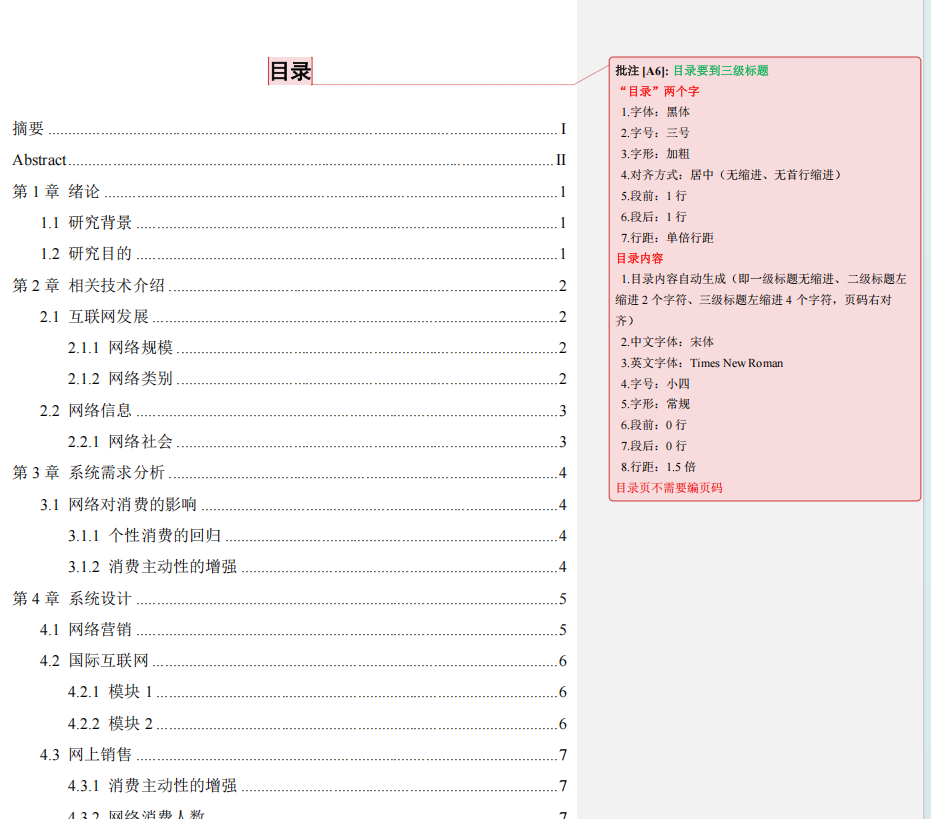 目录
摘要 I
Abstract II
第 1 章 绪论 1
1.1 研究背景 1
1.2 研究目的 1
第 2 章 相关技术介绍 2
2.1 互联网发展 2
2.1.1 网络规模 2
2.1.2 网络类别 2
2.2 网络信息 3
2.2.1 网络社会 3
第 3 章 系统需求分析 4
3.1 网络对消费的影响 4
3.1.1 个性消费的回归 4
3.1.2 消费主动性的增强 4
第 4 章 系统设计 5
4.1 网络营销 5
4.2 国际互联网 6
4.2.1 模块 1 6
4.2.2 模块 2 6
4.3 网上销售 7
4.3.1 消费主动性的增强 7
4.3.2 网络消费人数 7
批注 [A6]: 目录要到三级标题
“目录”两个字
1.字体：黑体
2.字号：三号
3.字形：加粗
4.对齐方式：居中（无缩进、无首行缩进）
5.段前：1 行
6.段后：1 行
7.行距：单倍行距
目录内容
1.目录内容自动生成（即一级标题无缩进、二级标题左
缩进 2 个字符、三级标题左缩进 4 个字符，页码右对
齐）
2.中文字体：宋体
3.英文字体：Times New Roman
4.字号：小四
5.字形：常规
6.段前：0 行
7.段后：0 行
8.行距：1.5 倍
目录页不需要编页码